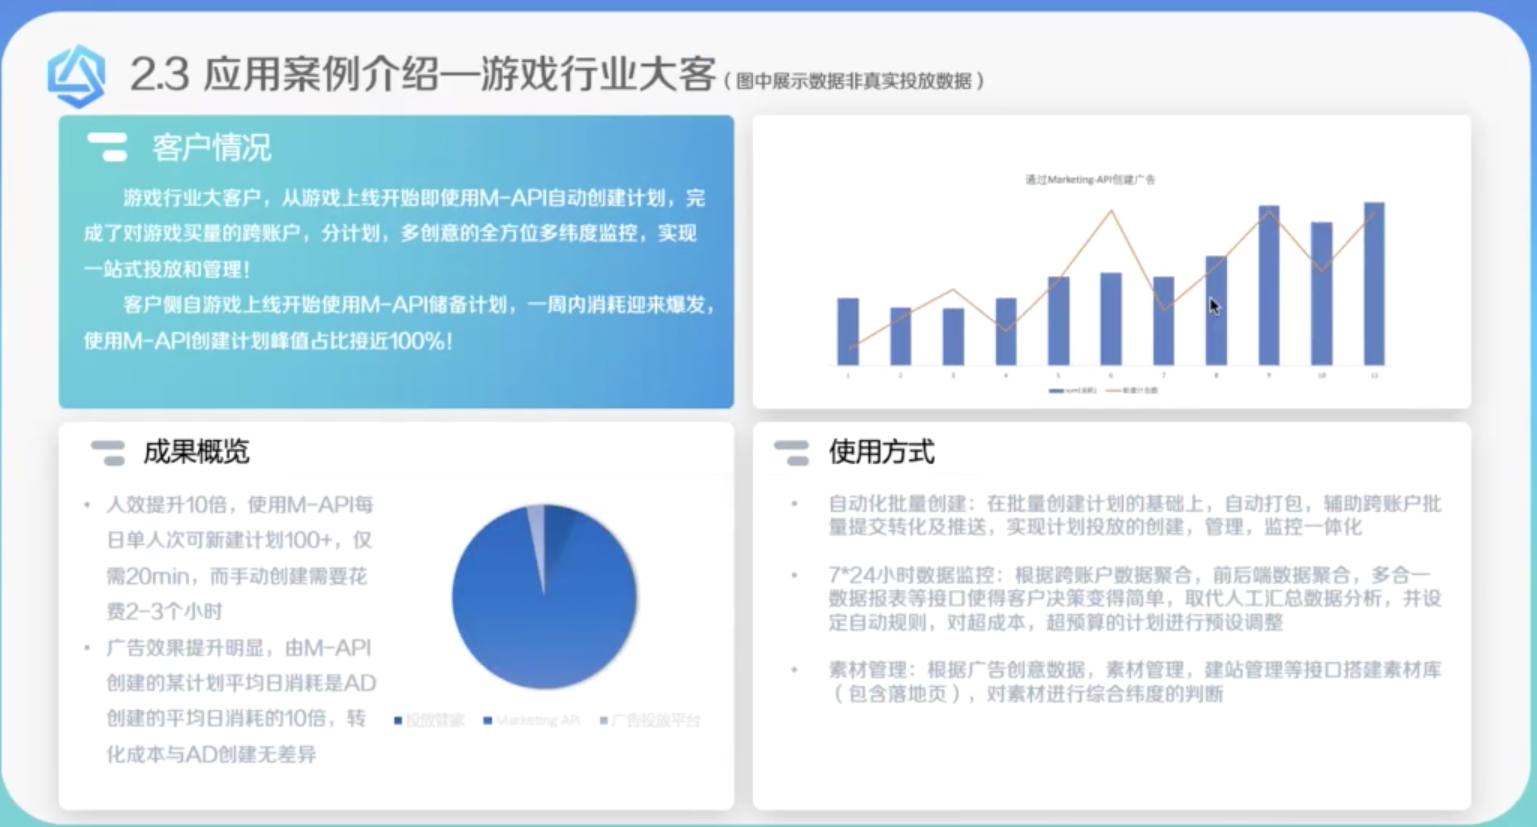 2.3 应用案例介绍—游戏行业大客（图中展示数据非真实投放数据）
客户情况
游戏行业大客户，从游戏上线开始即使用M-API自动创建计划，完
成了对游戏买量的跨账户，分计划，多创意的全方位多纬度监控，实现
一站式投放和管理！
客户侧自游戏上线开始使用M-API储备计划，一周内消耗迎来爆发，
使用M-API创建计划峰值占比接近100%！
通过Marketing-API创建广告
1 2 3 4 5 6 7 8 9 10 11
sum(消耗) 新建计划数
成果概览
• 人效提升10倍，使用M-API每
日单人次可新建计划100+，仅
需20min，而手动创建需要花
费2-3个小时
• 广告效果提升明显，由M-API
创建的某计划平均日消耗是AD
创建的平均日消耗的10倍，转
化成本与AD创建无差异
投放管家 Marketing API 广告投放平台
使用方式
• 自动化批量创建：在批量创建计划的基础上，自动打包，辅助跨账户批
量提交转化及推送，实现计划投放的创建，管理，监控一体化
• 7*24小时数据监控：根据跨账户数据聚合，前后端数据聚合，多合一
数据报表等接口使得客户决策变得简单，取代人工汇总数据分析，并设
定自动规则，对超成本，超预算的计划进行预设调整
• 素材管理：根据广告创意数据，素材管理，建站管理等接口搭建素材库
（包含落地页），对素材进行综合纬度的判断